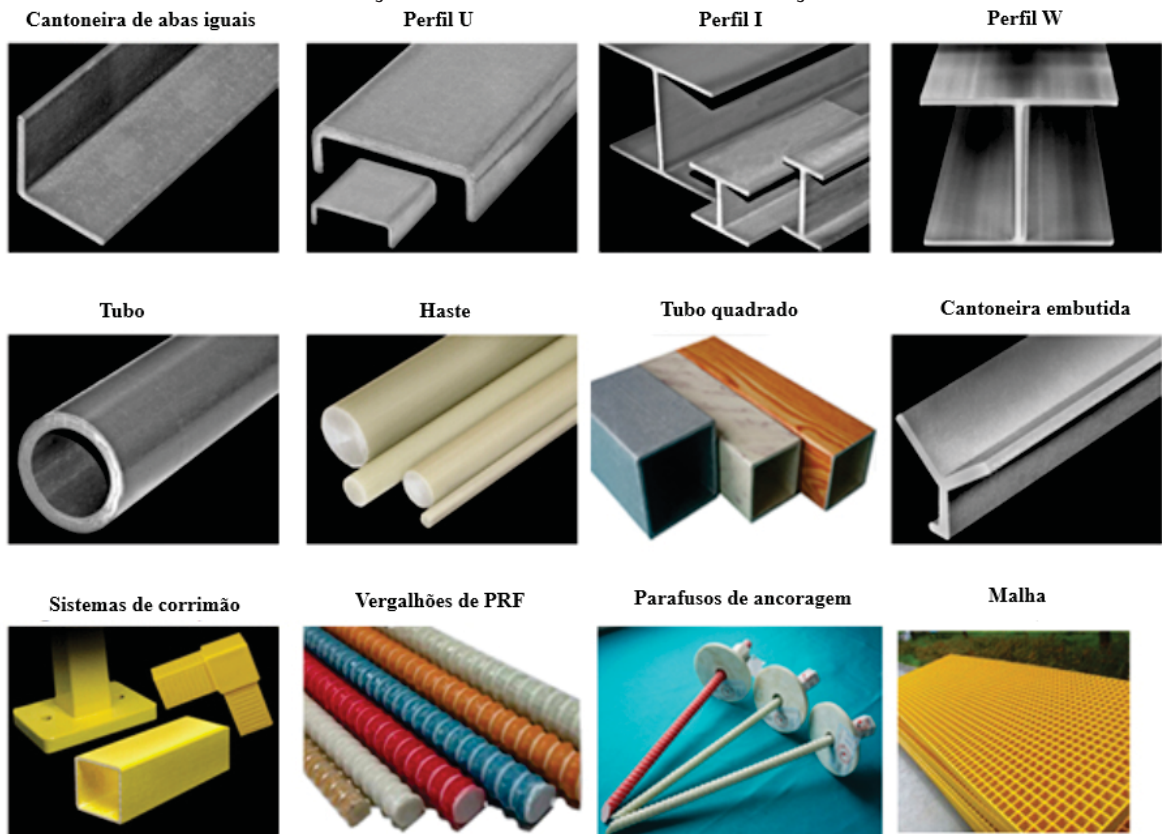 Cantoneira de abas iguais
Perfil U
Perfil I
Perfil W
Tubo
Haste
Tubo quadrado
Cantoneira embutida
Sistemas de corrimão
Vergalhões de PRF
Parafusos de ancoragem
Malha